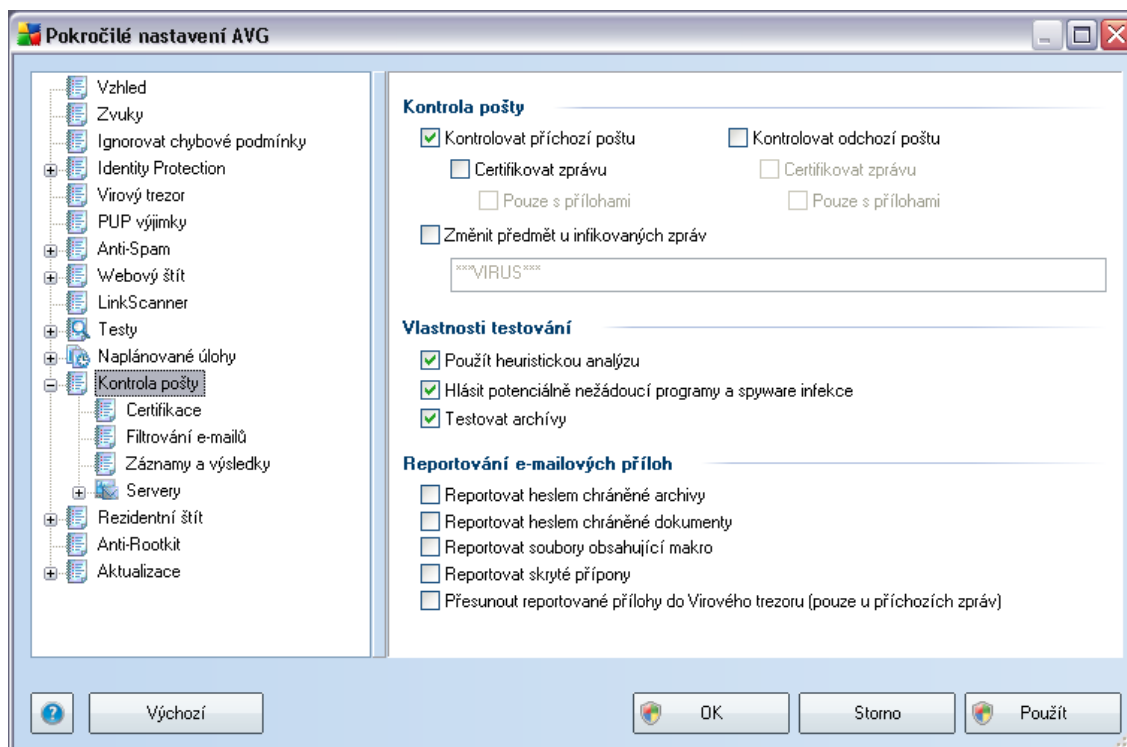 Pokročilé nastavení AVG
Vzhled
Zvuky
Ignorovat chybové podmínky
Identity Protection
Virový trezor
PUP výjimky
Anti-Spam
Webový štít
LinkScanner
Testy
Naplánované úlohy
Kontrola pošty
Certifikace
Filtrování e-mailů
Záznamy a výsledky
Servery
Rezidentní štít
Anti-Rootkit
Aktualizace
Kontrola pošty
Kontrolovat příchozí poštu
Kontrolovat odchozí poštu
Certifikovat zprávu
Certifikovat zprávu
Pouze s přílohami
Pouze s přílohami
Změnit předmět u infikovaných zpráv
***VIRUS***
Vlastnosti testování
Použít heuristickou analýzu
Hlásit potenciálně nežádoucí programy a spyware infekce
Testovat archívy
Reportování e-mailových příloh
Reportovat heslem chráněné archivy
Reportovat heslem chráněné dokumenty
Reportovat soubory obsahující makro
Reportovat skryté přípony
Přesunout reportované přílohy do Virového trezoru (pouze u příchozích zpráv)
Výchozí
OK
Storno
Použít